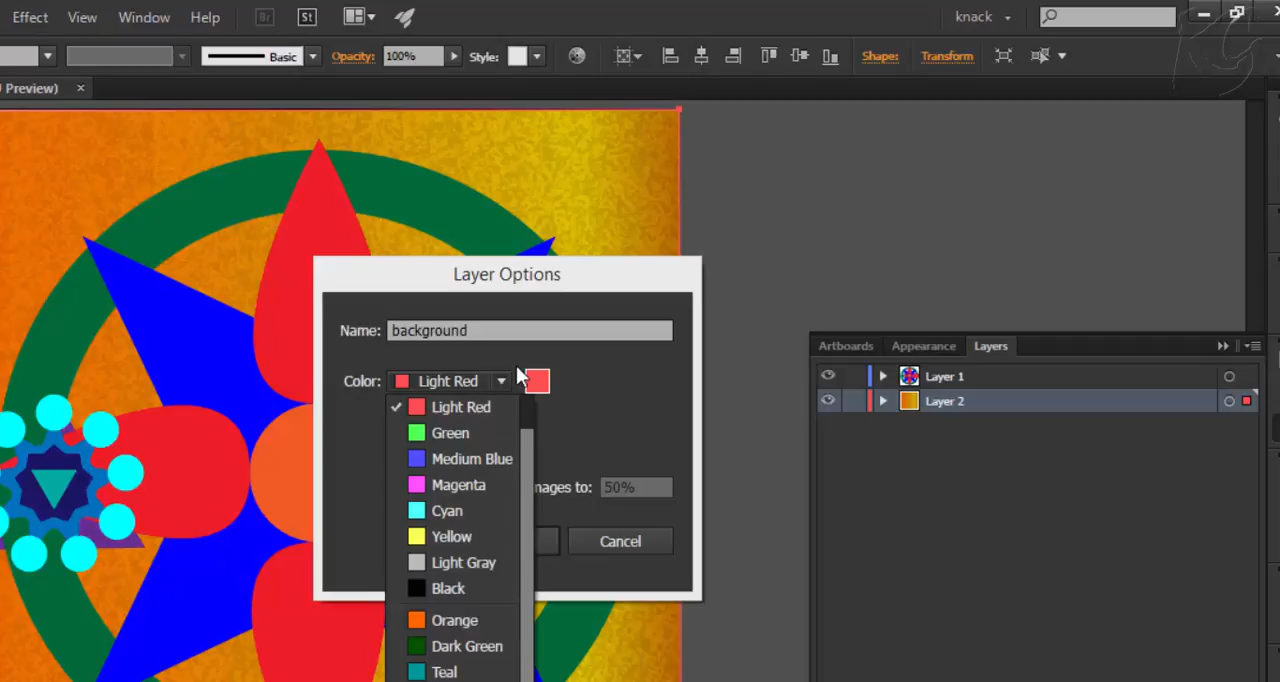 Effect View Window Help Br St knack
Basic Opacity: 100% Style: Shape: Transform
Preview) ×
Layer Options
Name: background
Color: Light Red
Light Red
Green
Medium Blue
Magenta
Cyan
Yellow
Light Gray
Black
Orange
Dark Green
Teal
mages to: 50%
Cancel
Artboards Appearance Layers
Layer 1
Layer 2